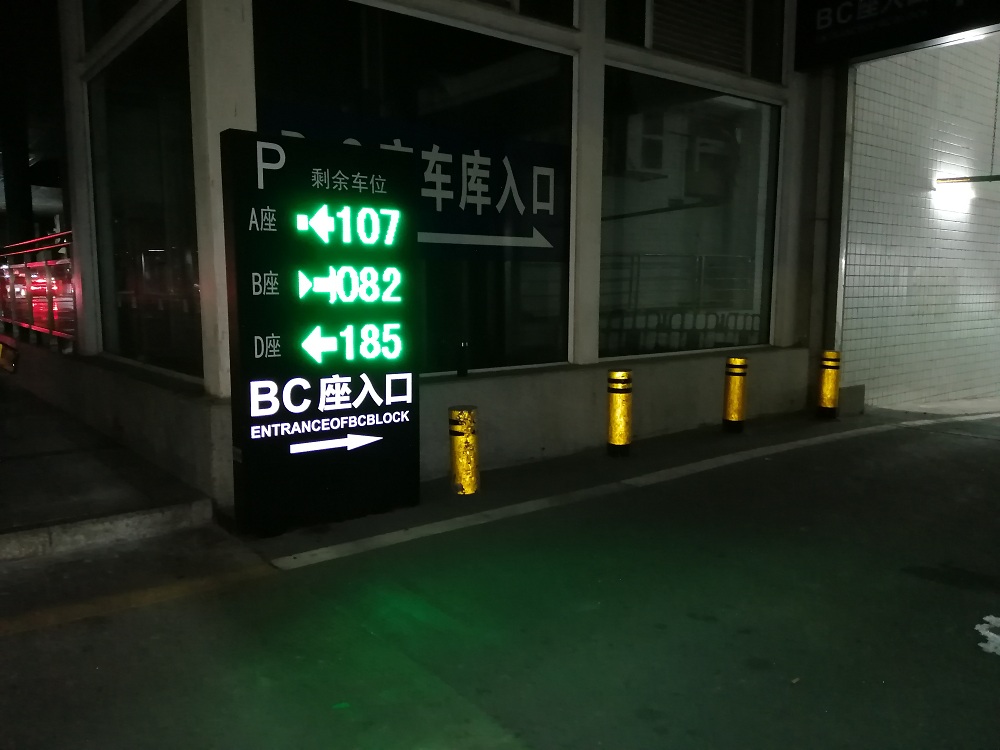 BC座入口
P
剩余车位
车库入口
A座 107
B座 082
D座 185
BC座入口
ENTRANCEOFBCBLOCK